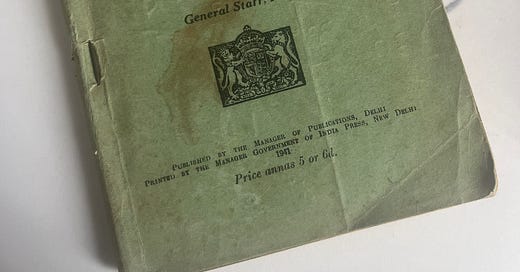 General Staff,
PUBLISHED BY THE MANAGER OF PUBLICATIONS, DELHI
PRINTED BY THE MANAGER GOVERNMENT OF INDIA PRESS, NEW DELHI
1941
Price annas 5 or 6d.